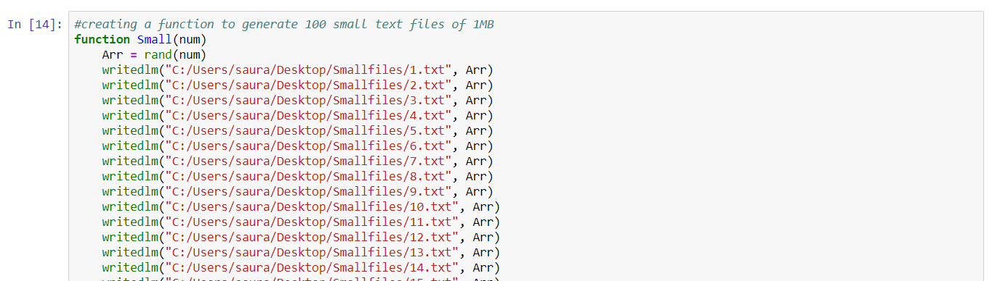 In [14]: #creating a function to generate 100 small text files of 1MB
function Small(num)
Arr = rand(num)
writedlm("C:/Users/saura/Desktop/Smallfiles/1.txt", Arr)
writedlm("C:/Users/saura/Desktop/Smallfiles/2.txt", Arr)
writedlm("C:/Users/saura/Desktop/Smallfiles/3.txt", Arr)
writedlm("C:/Users/saura/Desktop/Smallfiles/4.txt", Arr)
writedlm("C:/Users/saura/Desktop/Smallfiles/5.txt", Arr)
writedlm("C:/Users/saura/Desktop/Smallfiles/6.txt", Arr)
writedlm("C:/Users/saura/Desktop/Smallfiles/7.txt", Arr)
writedlm("C:/Users/saura/Desktop/Smallfiles/8.txt", Arr)
writedlm("C:/Users/saura/Desktop/Smallfiles/9.txt", Arr)
writedlm("C:/Users/saura/Desktop/Smallfiles/10.txt", Arr)
writedlm("C:/Users/saura/Desktop/Smallfiles/11.txt", Arr)
writedlm("C:/Users/saura/Desktop/Smallfiles/12.txt", Arr)
writedlm("C:/Users/saura/Desktop/Smallfiles/13.txt", Arr)
writedlm("C:/Users/saura/Desktop/Smallfiles/14.txt", Arr)